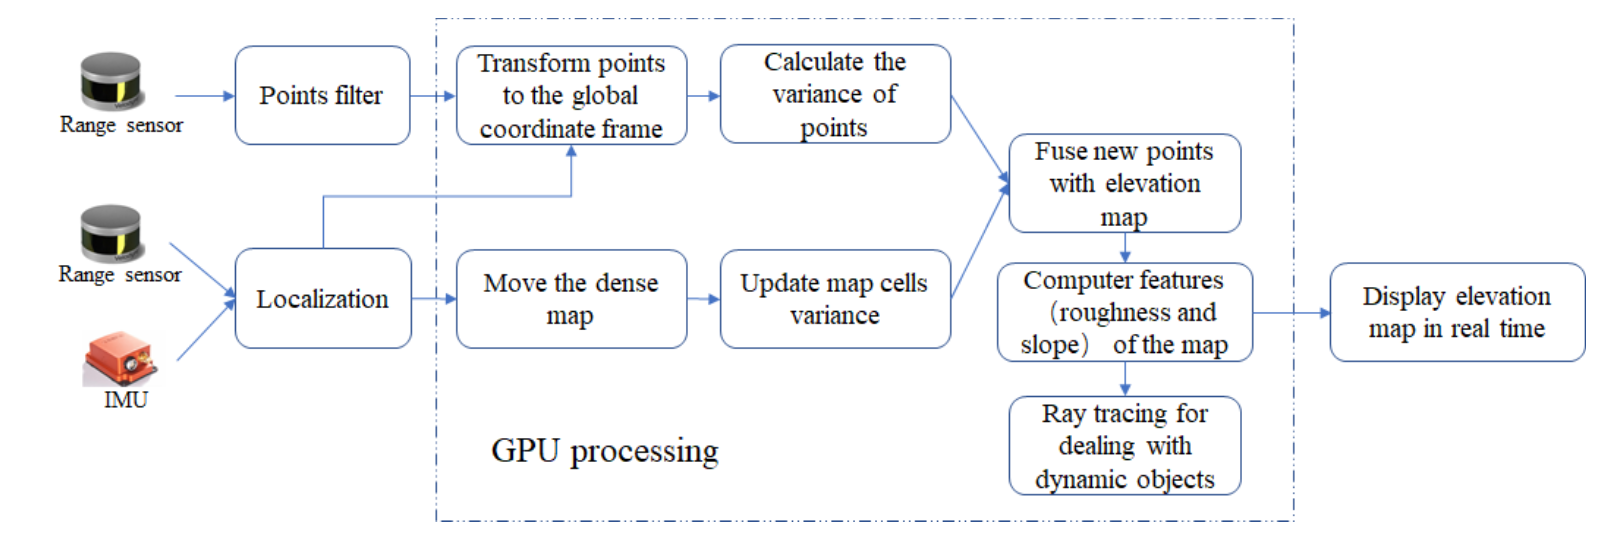 Range sensor
Points filter
Transform points
to the global
coordinate frame
Calculate the
variance of
points
Range sensor
IMU
Localization
Move the dense
map
Update map cells
variance
Fuse new points
with elevation
map
Computer features
（roughness and
slope） of the map
Ray tracing for
dealing with
dynamic objects
Display elevation
map in real time
GPU processing